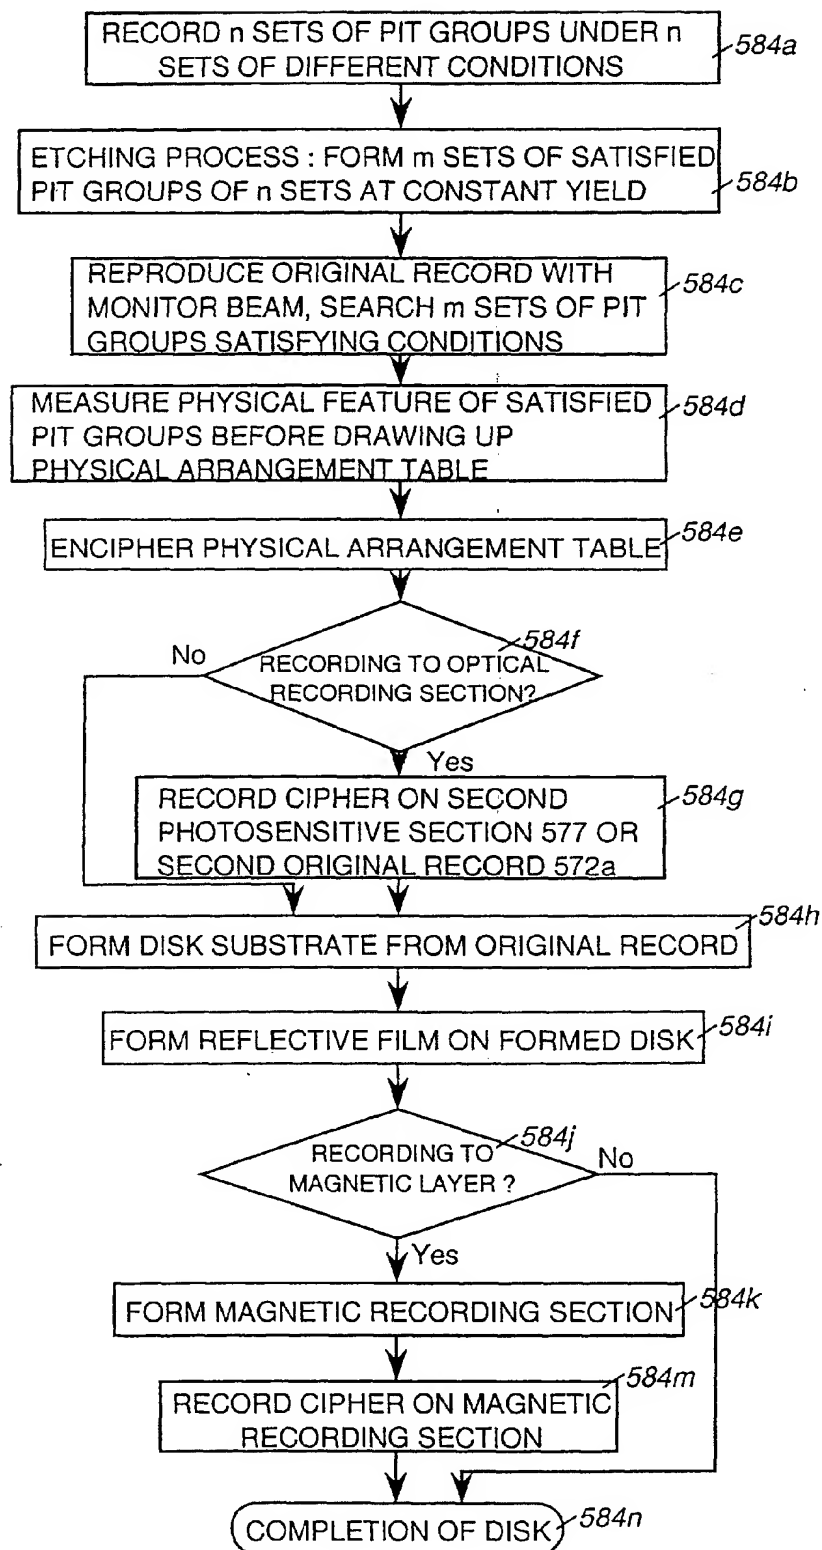 RECORD n SETS OF PIT GROUPS UNDER n
SETS OF DIFFERENT CONDITIONS
584a
ETCHING PROCESS : FORM m SETS OF SATISFIED
PIT GROUPS OF n SETS AT CONSTANT YIELD
584b
REPRODUCE ORIGINAL RECORD WITH
MONITOR BEAM, SEARCH m SETS OF PIT
GROUPS SATISFYING CONDITIONS
584c
MEASURE PHYSICAL FEATURE OF SATISFIED
PIT GROUPS BEFORE DRAWING UP
PHYSICAL ARRANGEMENT TABLE
584d
ENCIPHER PHYSICAL ARRANGEMENT TABLE
584e
584f
No
RECORDING TO OPTICAL
RECORDING SECTION?
Yes
RECORD CIPHER ON SECOND
PHOTOSENSITIVE SECTION 577 OR
SECOND ORIGINAL RECORD 572a
584g
FORM DISK SUBSTRATE FROM ORIGINAL RECORD
584h
FORM REFLECTIVE FILM ON FORMED DISK
584i
584j
RECORDING TO
MAGNETIC LAYER ?
No
Yes
FORM MAGNETIC RECORDING SECTION
584k
584m
RECORD CIPHER ON MAGNETIC
RECORDING SECTION
COMPLETION OF DISK
584n